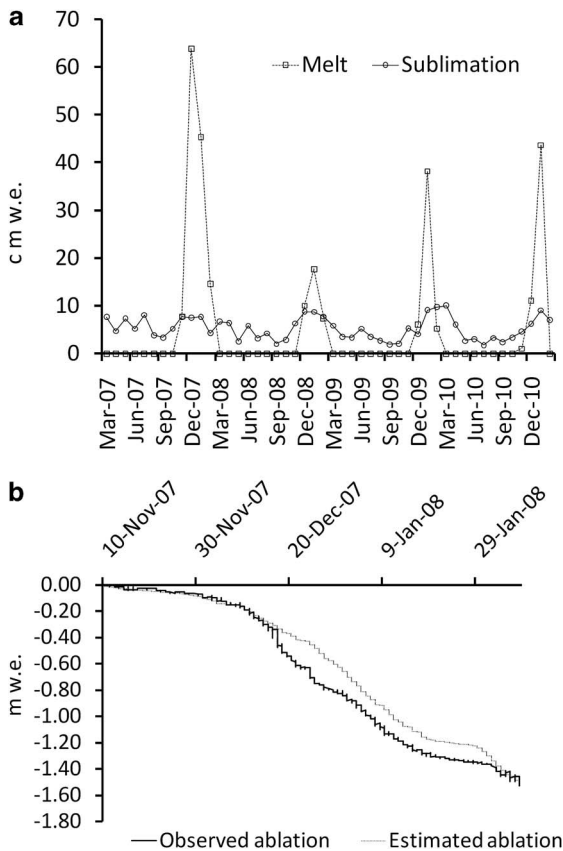 a
70
60
50
40
30
20
10
0
c m w.e.
Melt Sublimation
Mar-07 Jun-07 Sep-07 Dec-07 Mar-08 Jun-08 Sep-08 Dec-08 Mar-09 Jun-09 Sep-09 Dec-09 Mar-10 Jun-10 Sep-10 Dec-10
b
10-Nov-07 30-Nov-07 20-Dec-07 9-Jan-08 29-Jan-08
0.00
-0.20
-0.40
-0.60
-0.80
-1.00
-1.20
-1.40
-1.60
-1.80
m w.e.
Observed ablation Estimated ablation